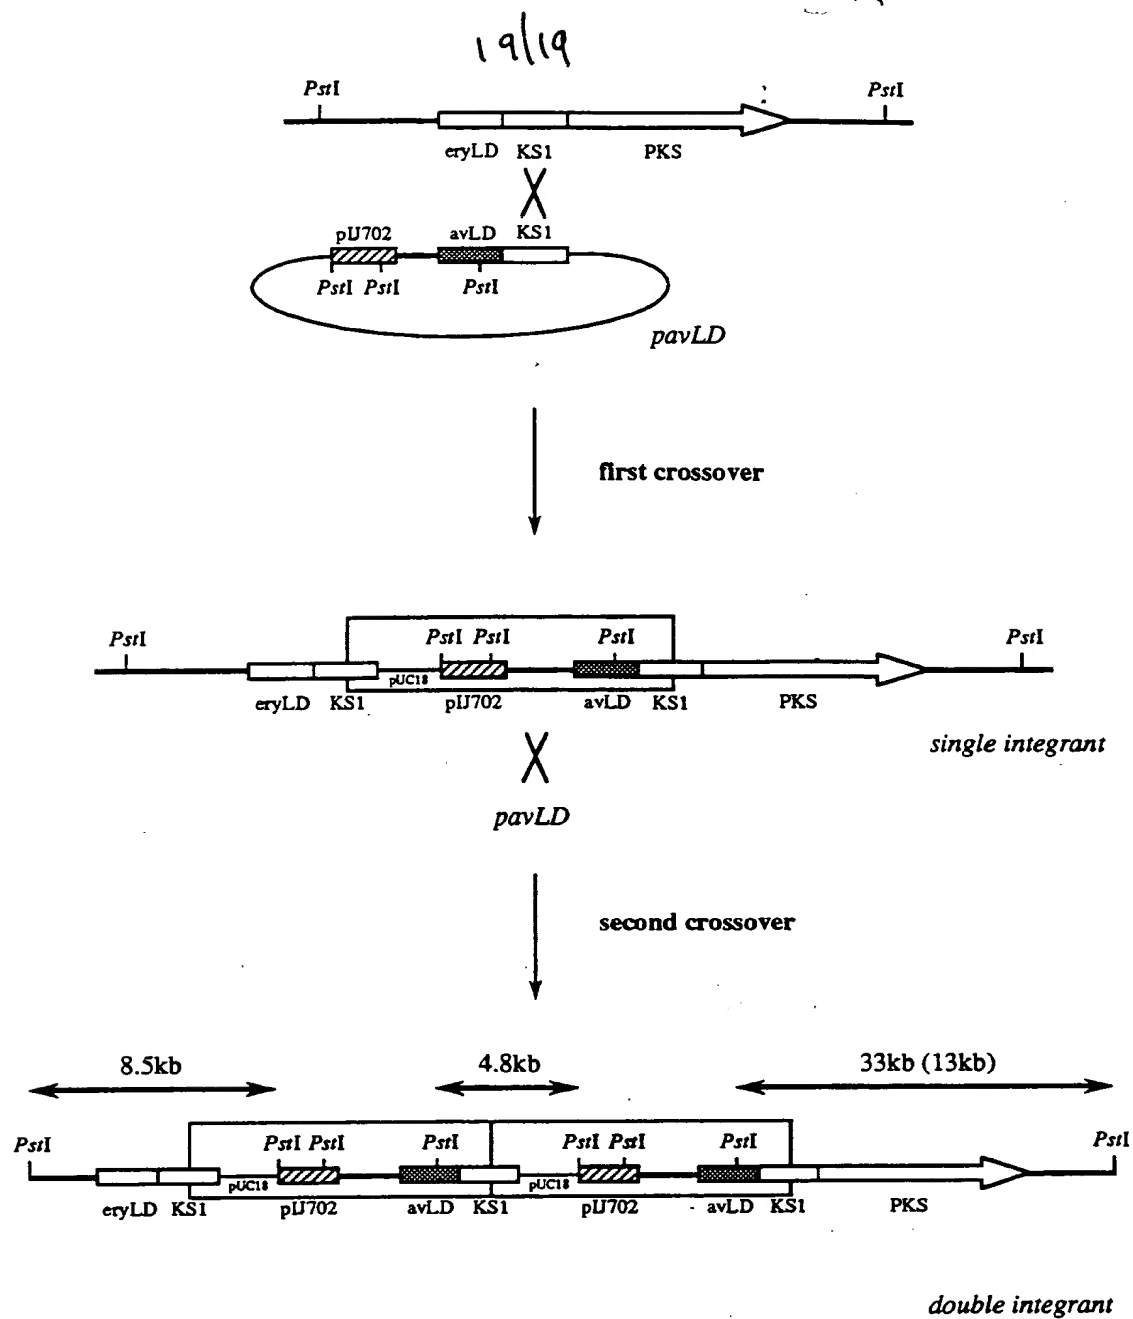 19/19
PstI PstI
eryLD KS1 PKS
pIJ702 avLD KS1
PstI PstI PstI
pavLD
first crossover
PstI PstI PstI PstI PstI
pUC18
eryLD KS1 pIJ702 avLD KS1 PKS
single integrant
pavLD
second crossover
8.5kb 4.8kb 33kb (13kb)
PstI PstI PstI PstI PstI PstI PstI PstI
pUC18 pUC18
eryLD KS1 pIJ702 avLD KS1 pIJ702 avLD KS1 PKS
double integrant